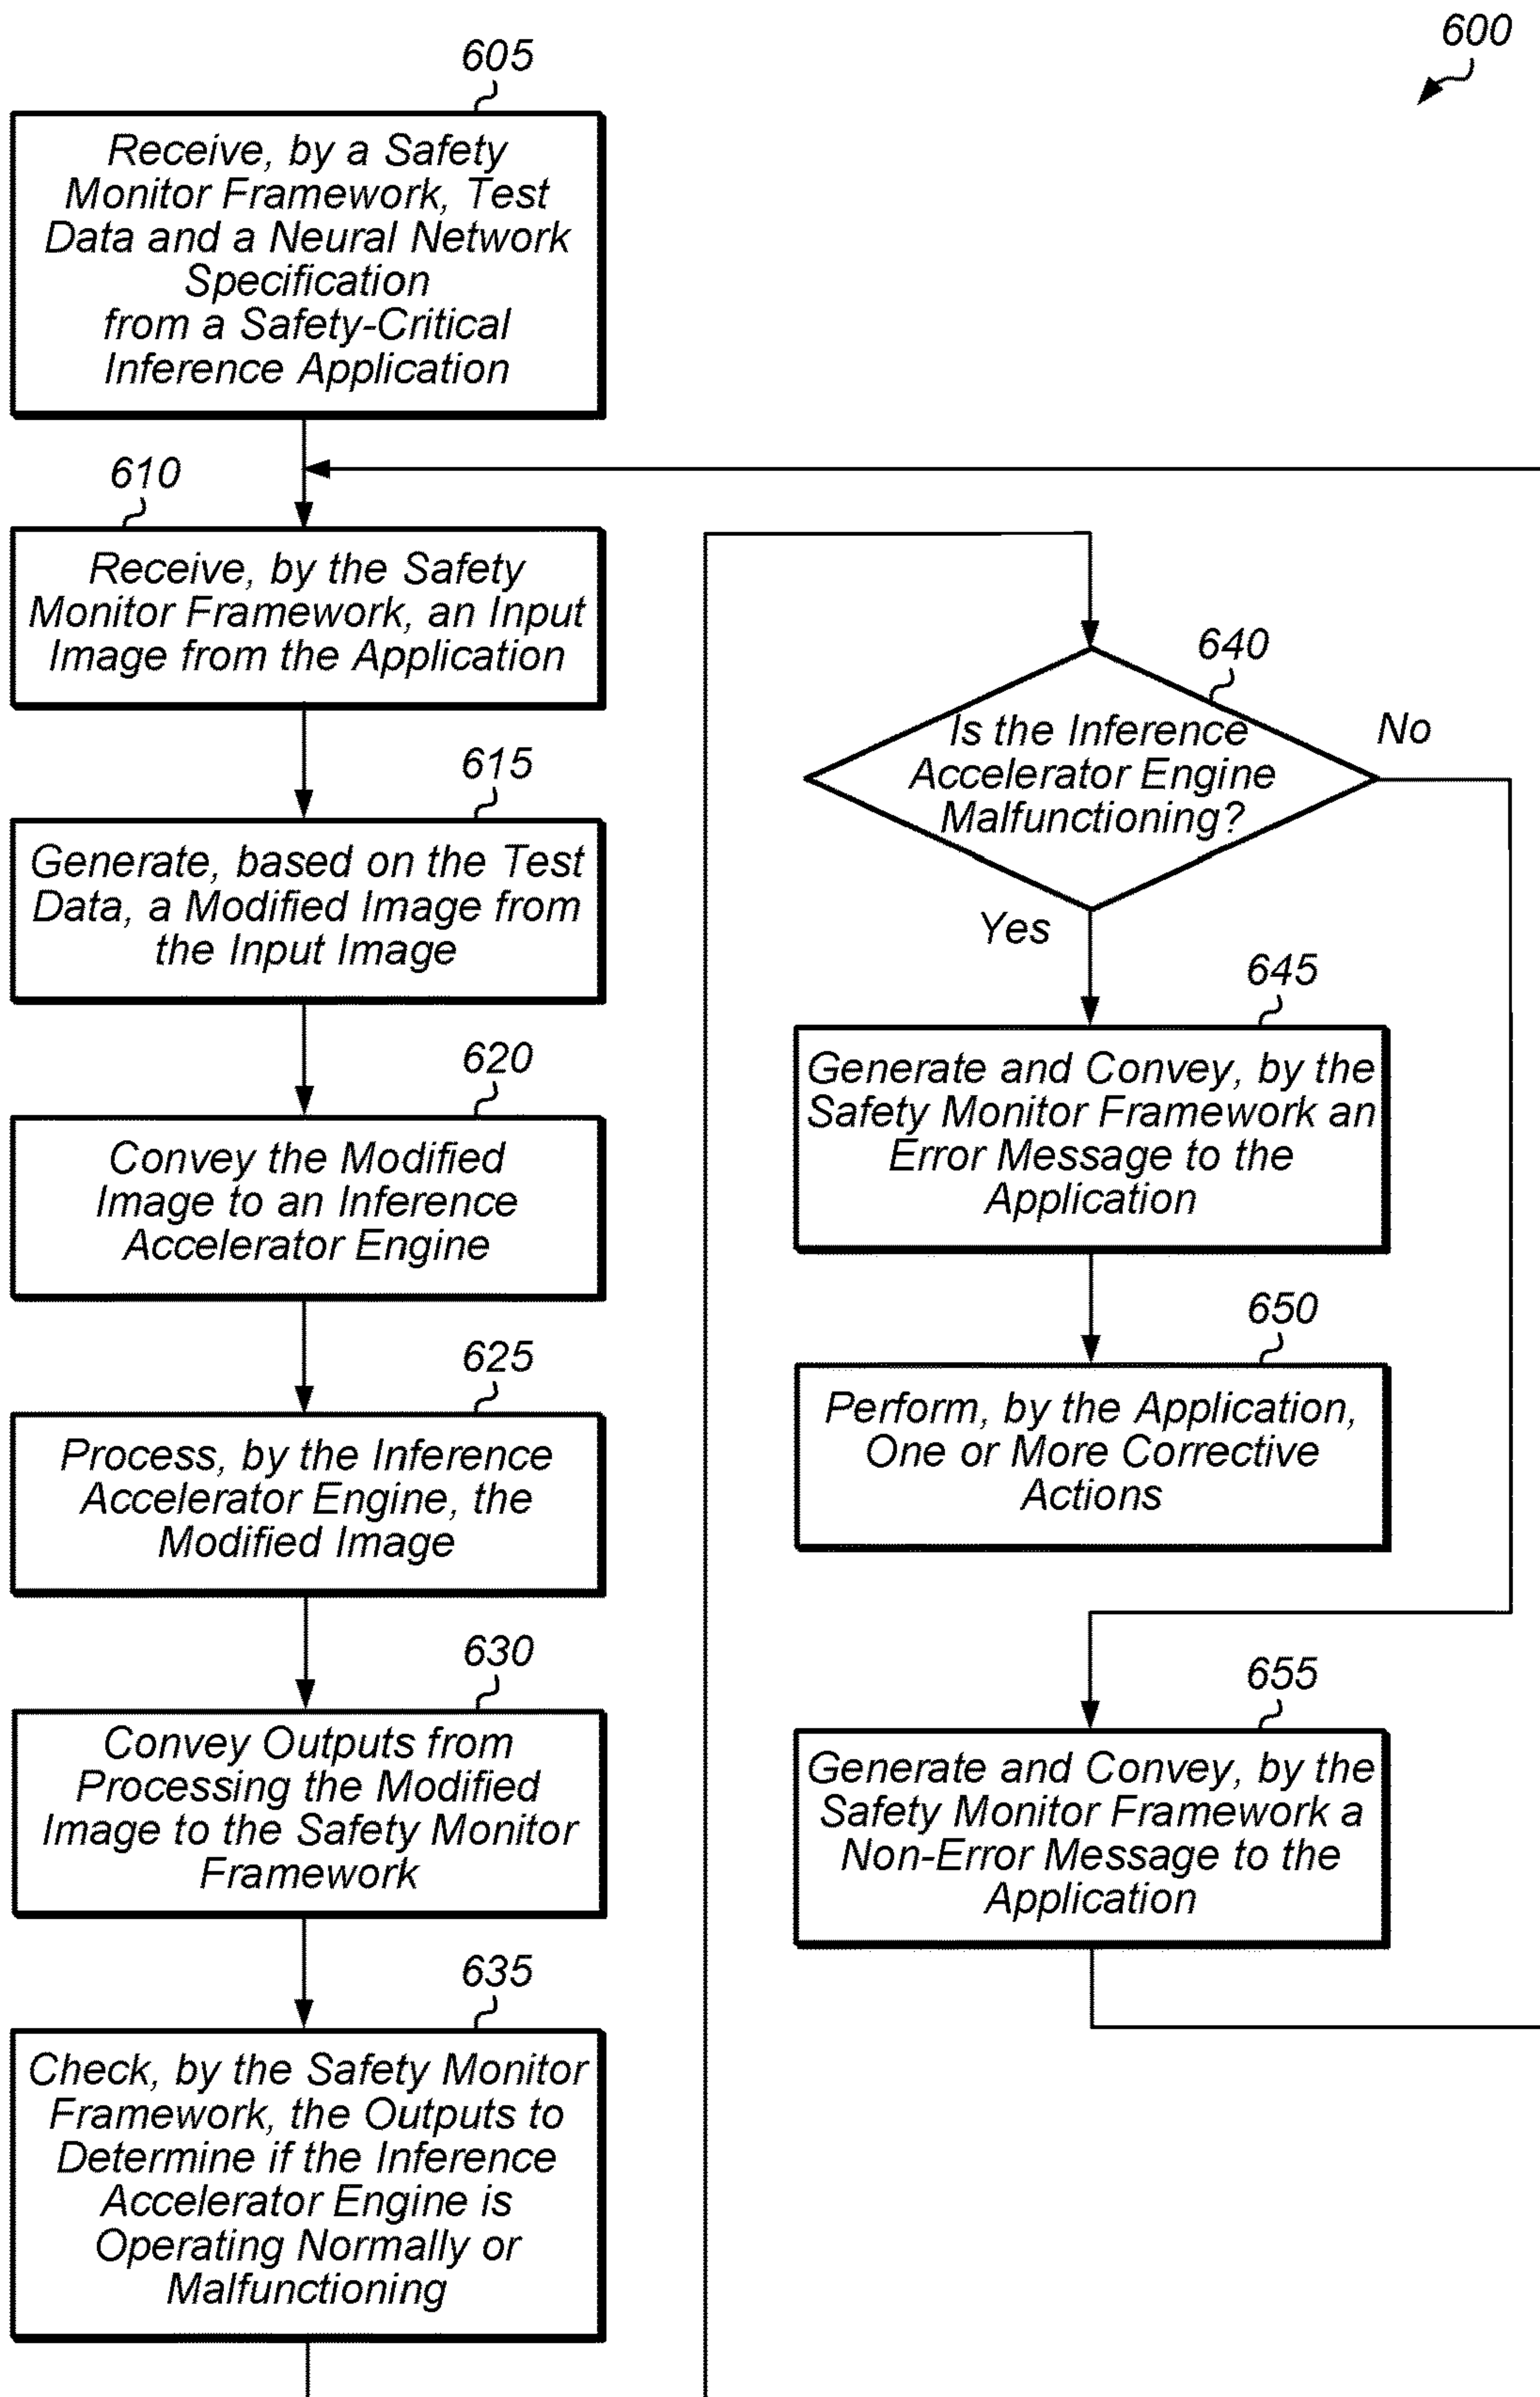 600
605
Receive, by a Safety
Monitor Framework, Test
Data and a Neural Network
Specification
from a Safety-Critical
Inference Application
610
Receive, by the Safety
Monitor Framework, an Input
Image from the Application
615
Generate, based on the Test
Data, a Modified Image from
the Input Image
620
Convey the Modified
Image to an Inference
Accelerator Engine
625
Process, by the Inference
Accelerator Engine, the
Modified Image
630
Convey Outputs from
Processing the Modified
Image to the Safety Monitor
Framework
635
Check, by the Safety Monitor
Framework, the Outputs to
Determine if the Inference
Accelerator Engine is
Operating Normally or
Malfunctioning
640
Is the Inference
Accelerator Engine
Malfunctioning?
No
Yes
645
Generate and Convey, by the
Safety Monitor Framework an
Error Message to the
Application
650
Perform, by the Application,
One or More Corrective
Actions
655
Generate and Convey, by the
Safety Monitor Framework a
Non-Error Message to the
Application